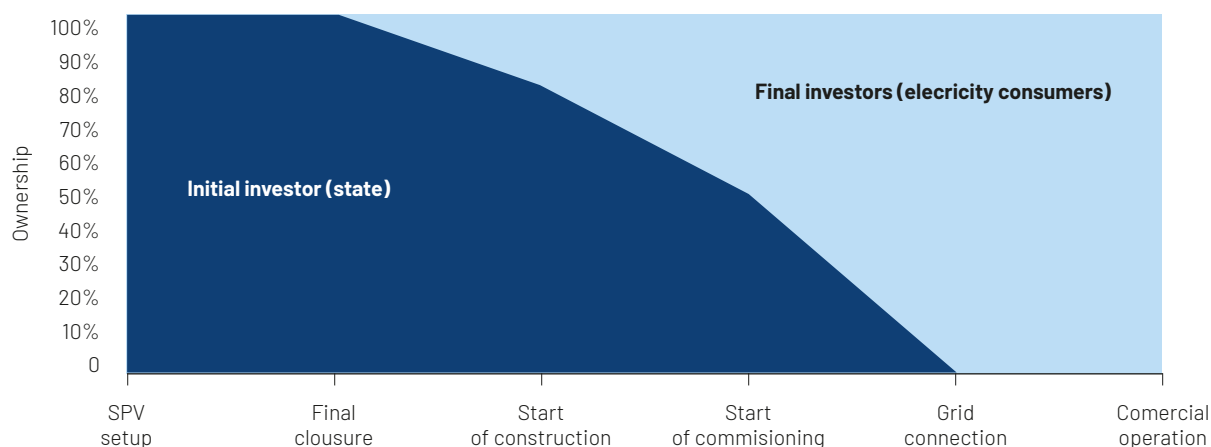 100%
90%
80%
70%
60%
50%
40%
30%
20%
10%
0
Ownership
Initial investor (state)
Final investors (elecricity consumers)
SPV
setup
Final
clousure
Start
of construction
Start
of commisioning
Grid
connection
Comercial
operation